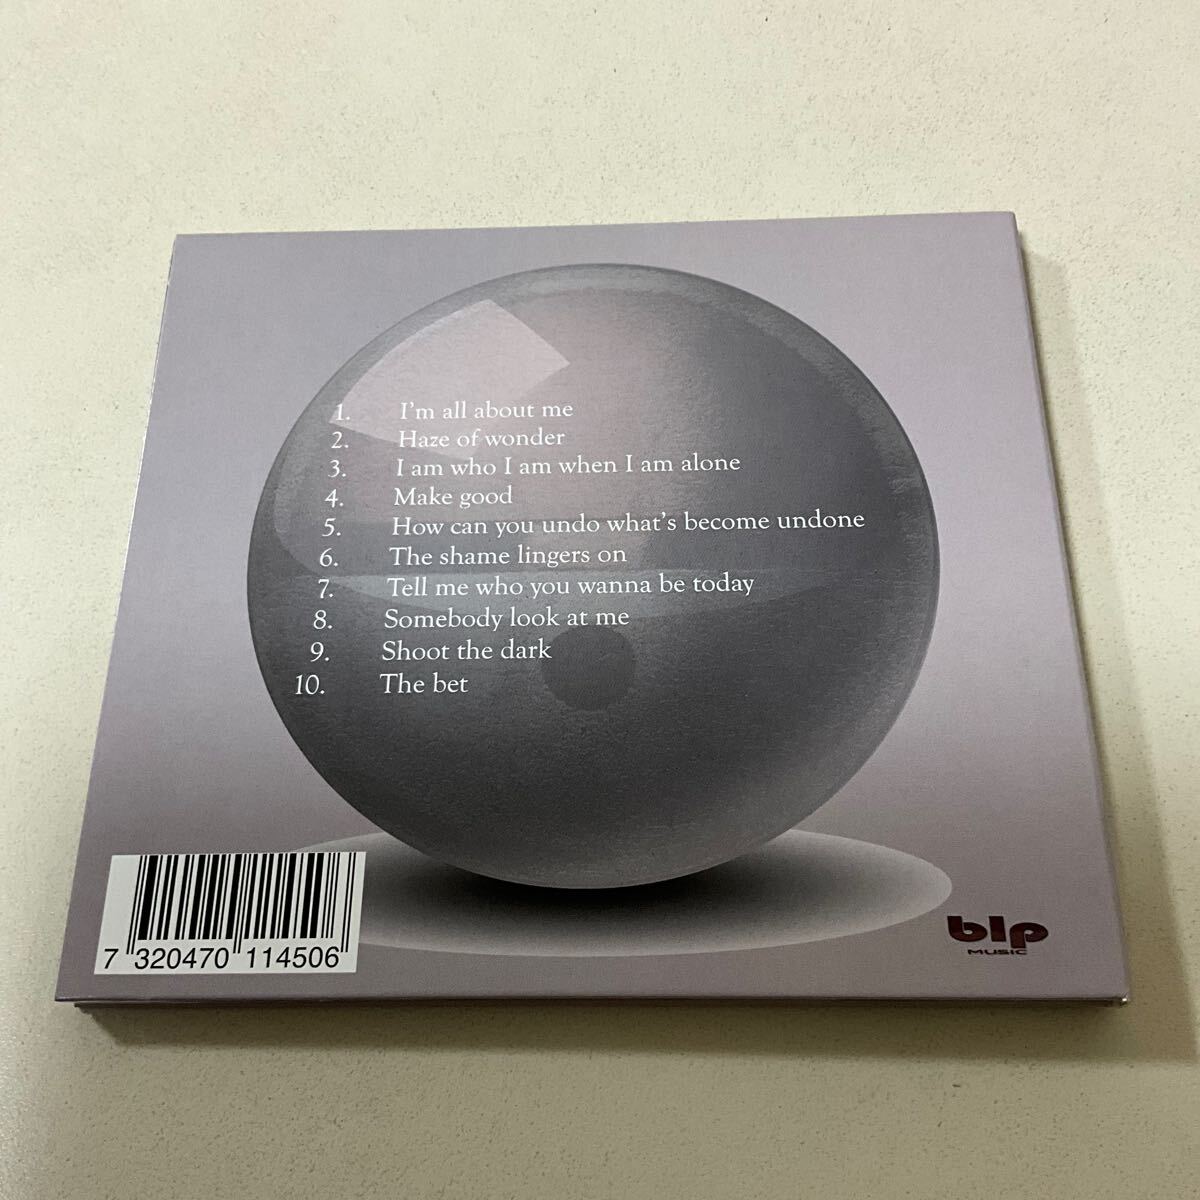 1. I'm all about me
2. Haze of wonder
3. I am who I am when I am alone
4. Make good
5. How can you undo what's become undone
6. The shame lingers on
7. Tell me who you wanna be today
8. Somebody look at me
9. Shoot the dark
10. The bet
7 320470 114506
blp
MUSIC